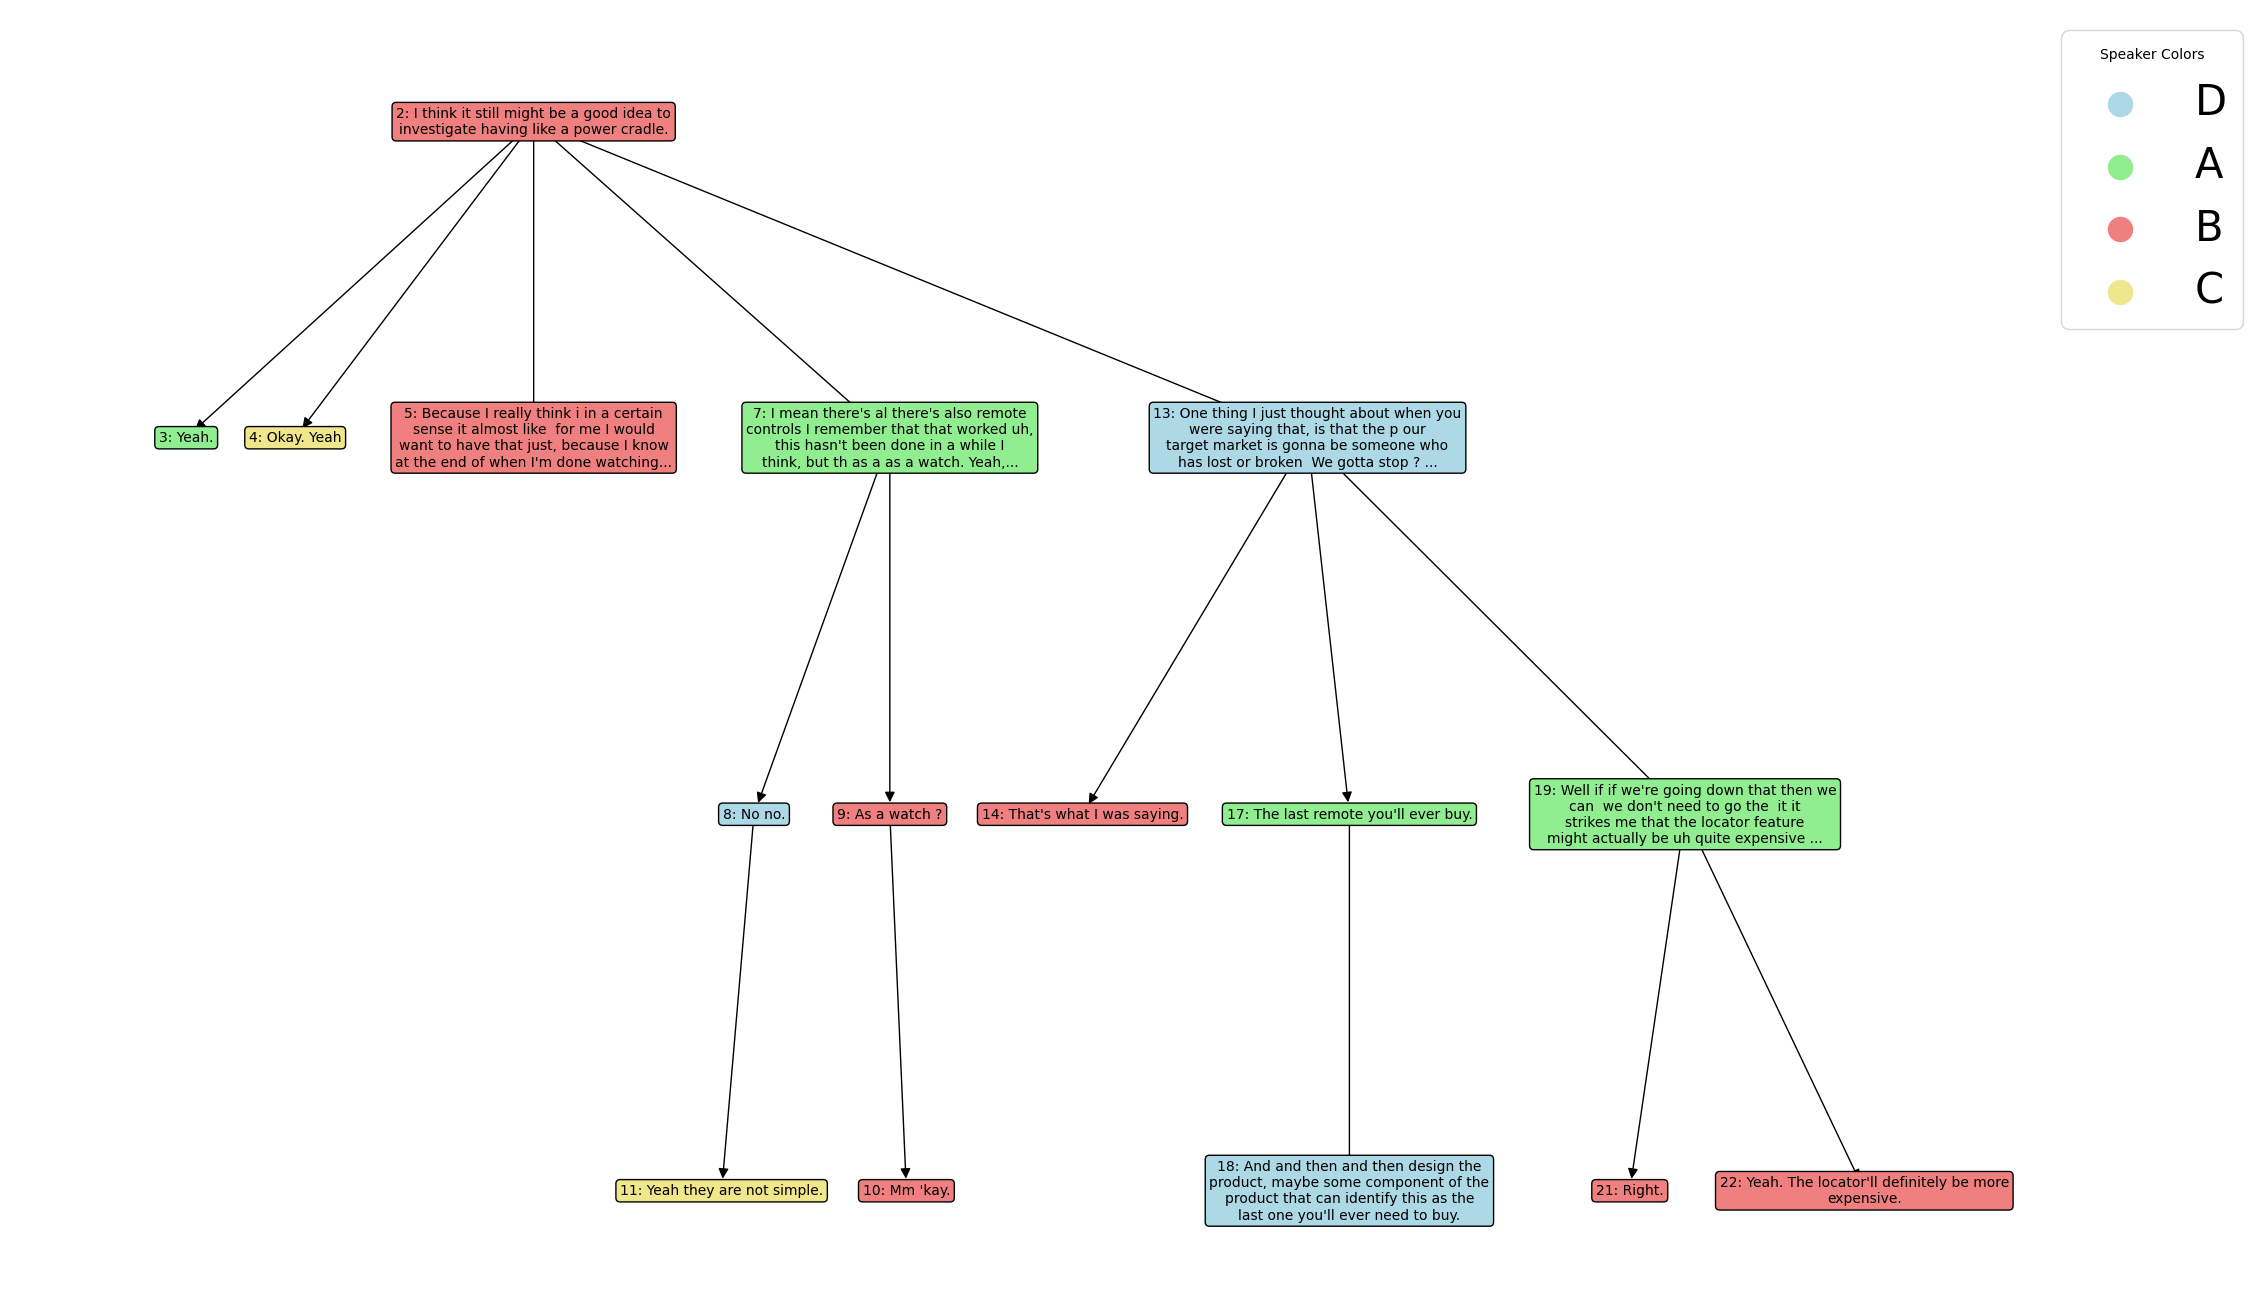 Speaker Colors
D
A
B
C
2: I think it still might be a good idea to
investigate having like a power cradle.
3: Yeah.
4: Okay. Yeah
5: Because I really think i in a certain
sense it almost like  for me I would
want to have that just, because I know
at the end of when I'm done watching...
7: I mean there's al there's also remote
controls I remember that that worked uh,
this hasn't been done in a while I
think, but th as a as a watch. Yeah,...
13: One thing I just thought about when you
were saying that, is that the p our
target market is gonna be someone who
has lost or broken  We gotta stop ? ...
8: No no.
9: As a watch ?
14: That's what I was saying.
17: The last remote you'll ever buy.
19: Well if if we're going down that then we
can  we don't need to go the  it it
strikes me that the locator feature
might actually be uh quite expensive ...
11: Yeah they are not simple.
10: Mm 'kay.
18: And and then and then design the
product, maybe some component of the
product that can identify this as the
last one you'll ever need to buy.
21: Right.
22: Yeah. The locator'll definitely be more
expensive.